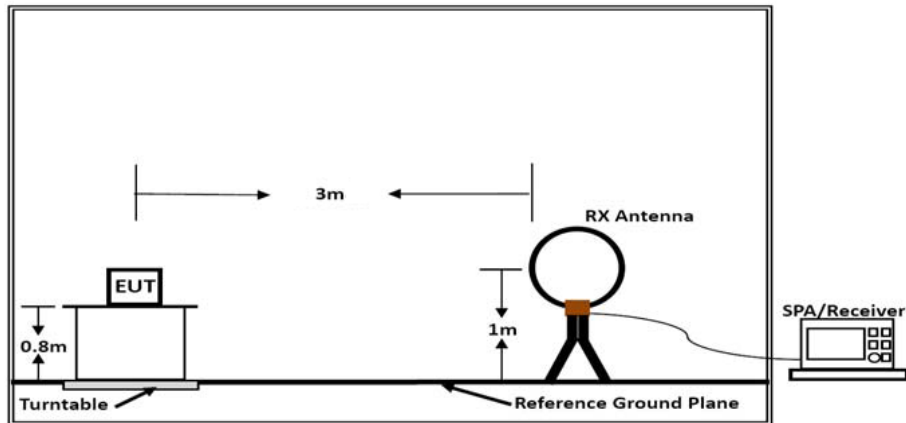 3m
RX Antenna
EUT
SPA/Receiver
0.8m
1m
Turntable
Reference Ground Plane